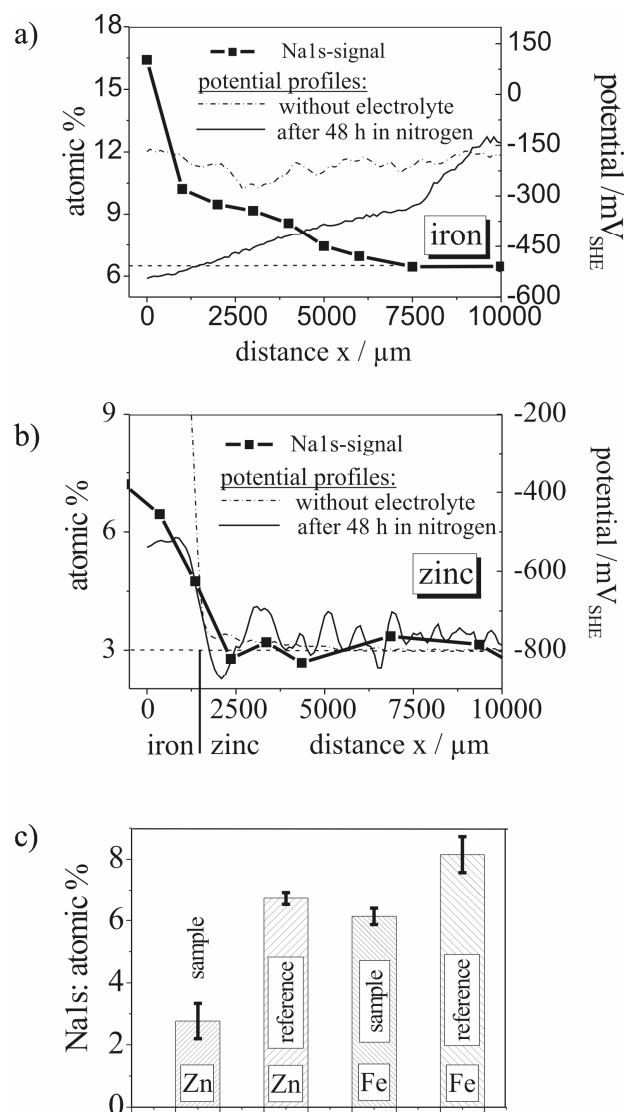 a)
18
15
12
9
6
atomic %
Na1s-signal
potential profiles:
without electrolyte
after 48 h in nitrogen
iron
150
0
-150
-300
-450
-600
potential /mV SHE
0
2500
5000
7500
10000
distance x / µm
b)
9
6
3
atomic %
Na1s-signal
potential profiles:
without electrolyte
after 48 h in nitrogen
zinc
-200
-400
-600
-800
potential /mV SHE
0
2500
5000
7500
10000
iron
zinc
distance x / µm
c)
8
6
4
2
0
Na1s: atomic %
sample
reference
sample
reference
Zn
Zn
Fe
Fe